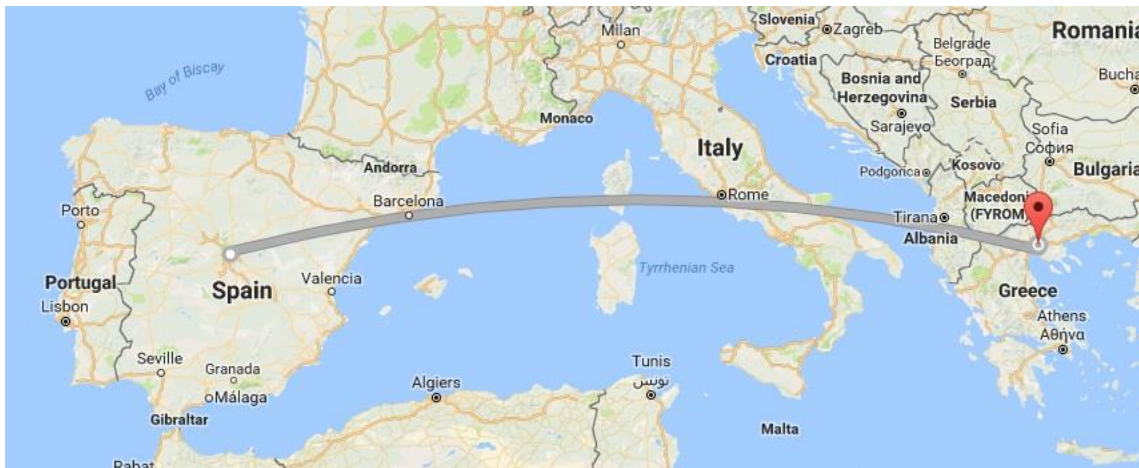 Slovenia
Zagreb
Milan
Croatia
Romania
Belgrade
Београд
Bucha
Bay of Biscay
Bosnia and
Herzegovina
Serbia
Monaco
Sarajevo
Sofia
София
Italy
Andorra
Kosovo
Podgorica
Bulgaria
Porto
Barcelona
Rome
Macedoni
(FYROM)
Tirana
Albania
Tyrrhenian Sea
Portugal
Spain
Valencia
Greece
Lisbon
Athens
Αθήνα
Seville
Granada
Málaga
Tunis
تونس
Algiers
Gibraltar
Malta
Rabat